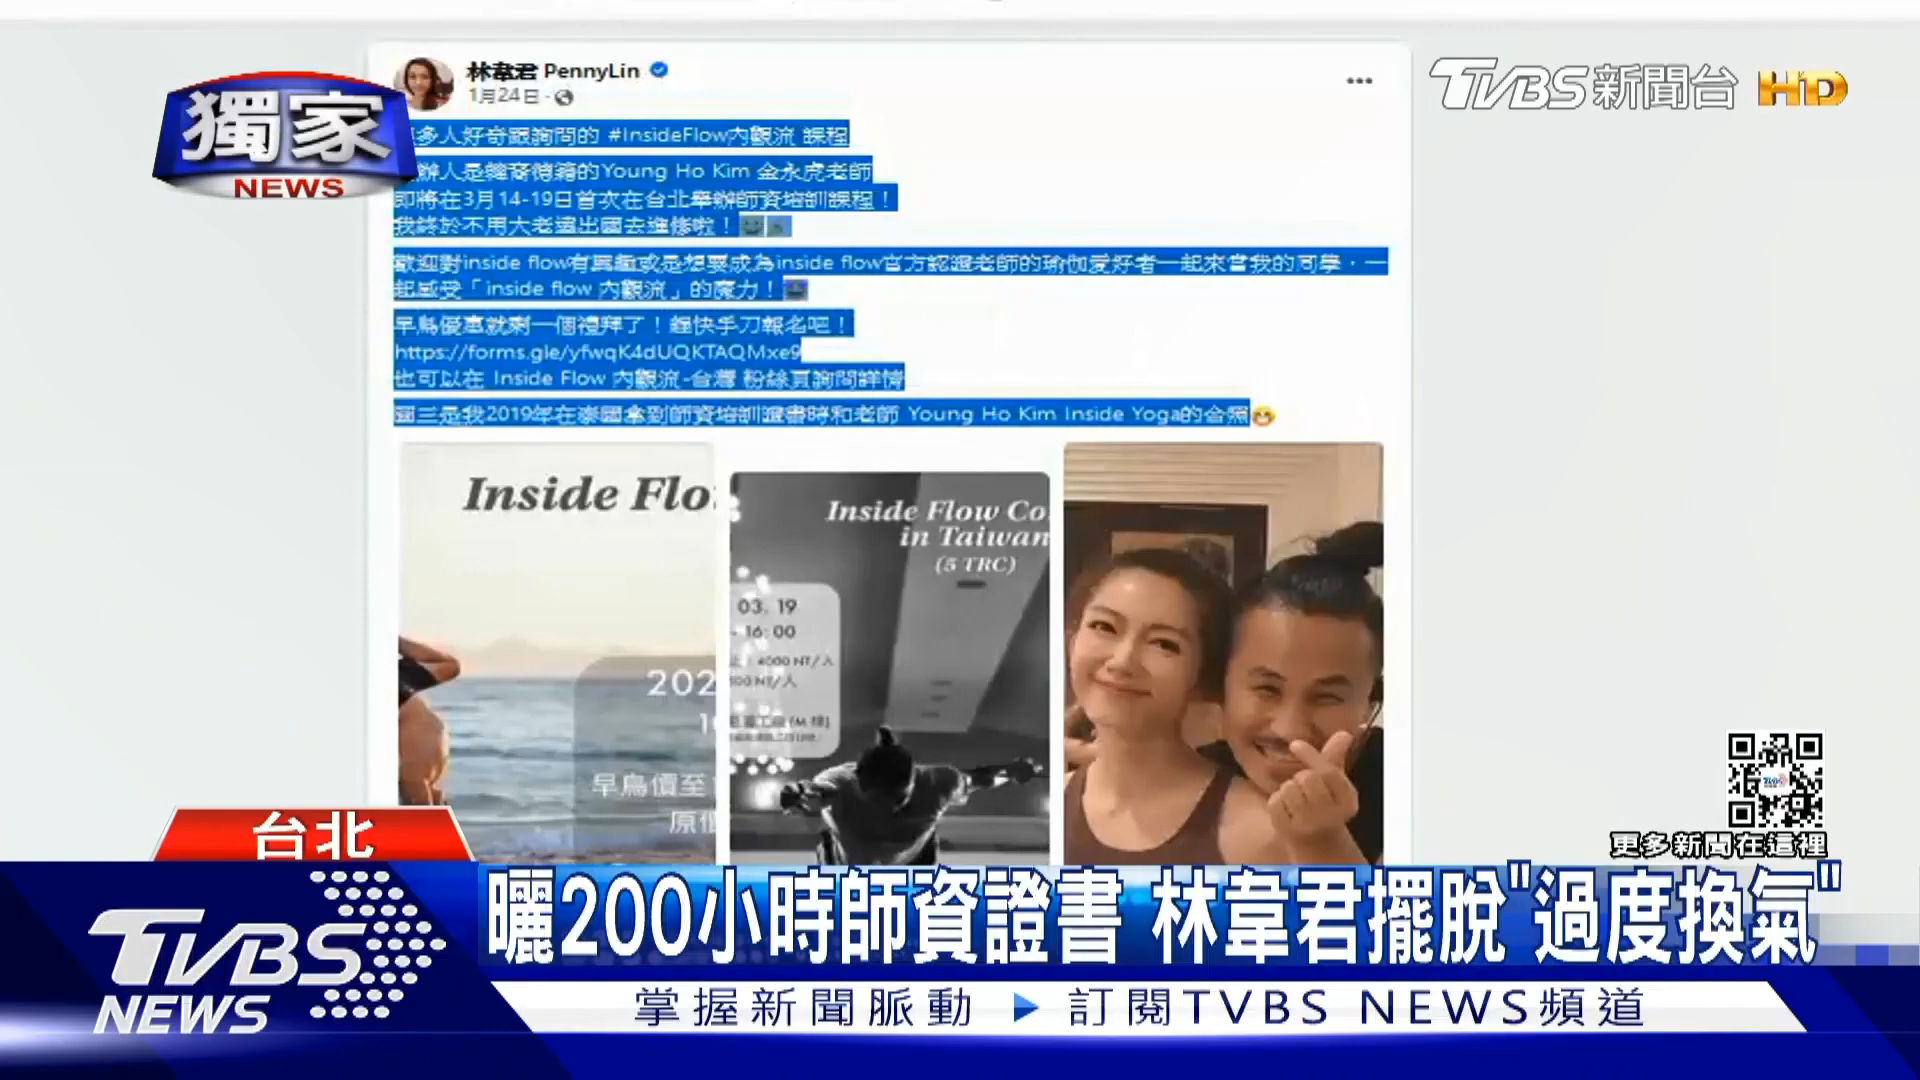 林韋君 PennyLin
1月24日
TVBS新聞台 HD
獨家
NEWS
多人好奇跟詢問的 #InsideFlow內觀流 課程
辦人是韓裔德籍的Young Ho Kim 金永虎老師
即將在3月14-19日首次在台北舉辦師資培訓課程！
我終於不用大老遠出國去進修啦！
歡迎對inside flow有興趣或是想要成為inside flow官方認證老師的瑜伽愛好者一起來當我的同學，一
起感受「inside flow 內觀流」的魔力！
早鳥優惠就剩一個禮拜了！趕快手刀報名吧！
https://forms.gle/yfwqK4dUQKTAQMxe9
也可以在 Inside Flow 內觀流-台灣 粉絲頁詢問詳情
圖三是我2019年在泰國拿到師資培訓證書時和老師 Young Ho Kim Inside Yoga的合照
Inside Flo
202
早鳥價至
原價
Inside Flow Co
in Taiwan
(5 TRC)
03. 19
- 16: 00
4000 NT/人
00 NT/人
更多新聞在這裡
台北
曬200小時師資證書 林韋君擺脫"過度換氣"
TVBS
NEWS
掌握新聞脈動 ▶ 訂閱TVBS NEWS頻道